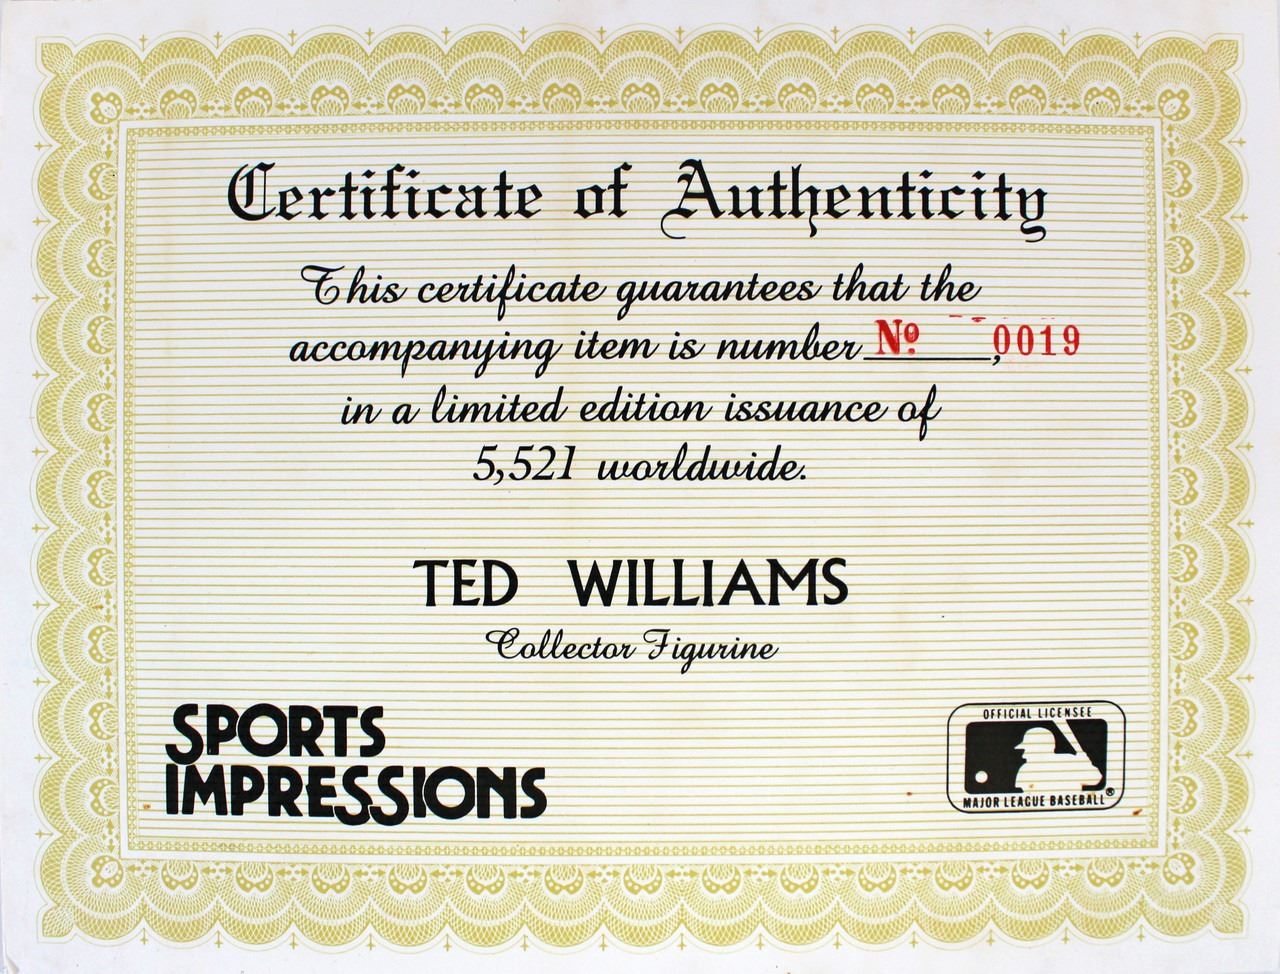 Certificate of Authenticity
This certificate guarantees that the
accompanying item is number Nº 0019,
in a limited edition issuance of
5,521 worldwide.
TED WILLIAMS
Collector Figurine
SPORTS
IMPRESSIONS
OFFICIAL LICENSEE
MAJOR LEAGUE BASEBALL®